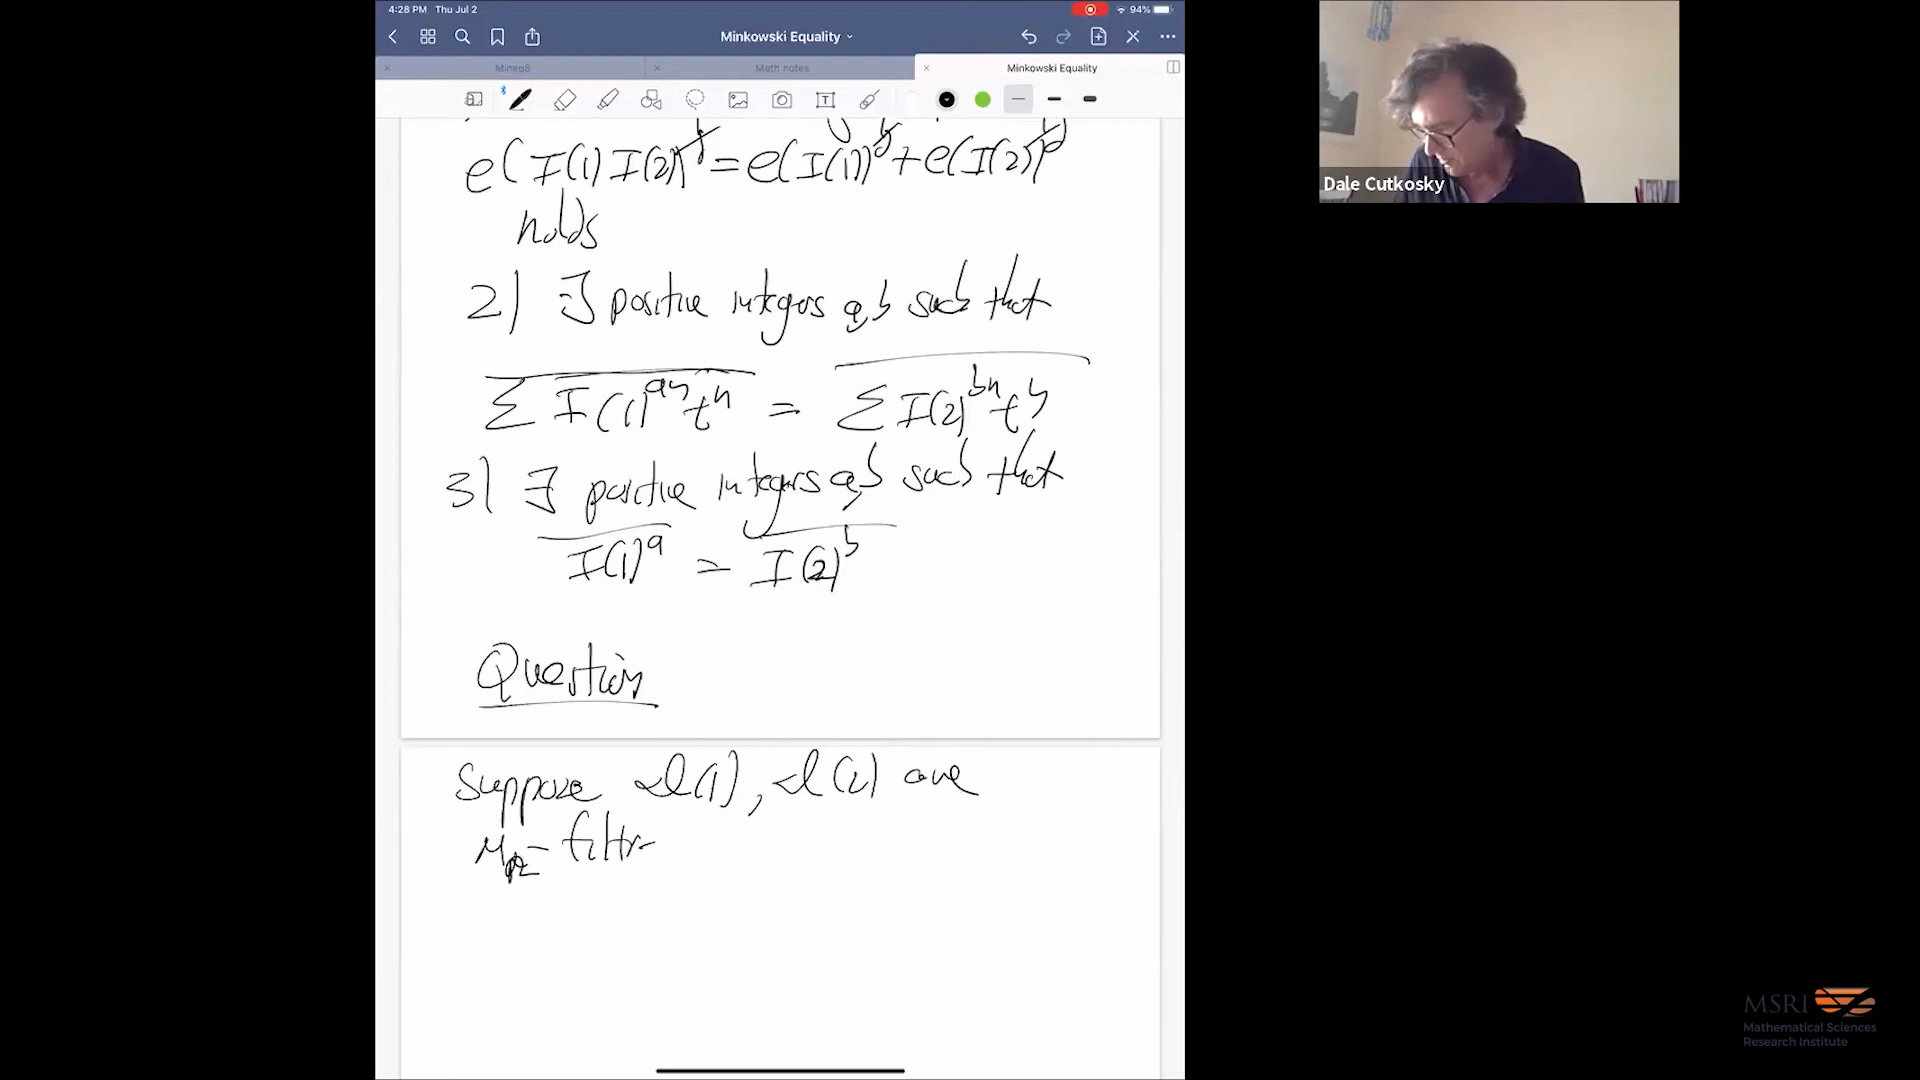 4:28 PM Thu Jul 2
94%
Minkowski Equality
Mineo8
Math notes
Minkowski Equality
e(I(1)I(2))^{1/d} = e(I(1))^{1/d} + e(I(2))^{1/d}
holds
2) ∃ positive integers a,b such that
\overline{Σ I(1)^{an} t^n} = \overline{Σ I(2)^{bn} t^n}
3) ∃ positive integers a,b such that
\overline{I(1)^a} = \overline{I(2)^b}
Question
Suppose I(1), I(2) are
m_R-filtr
Dale Cutkosky
MSRI
Mathematical Sciences
Research Institute